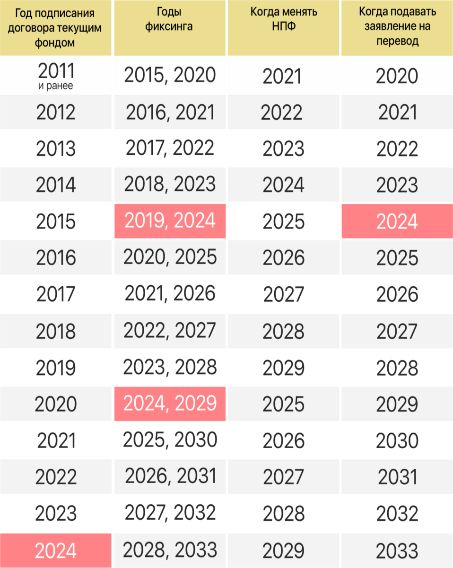 Год подписания договора текущим фондом | Годы фиксинга | Когда менять НПФ | Когда подавать заявление на перевод
2011 и ранее | 2015, 2020 | 2021 | 2020
2012 | 2016, 2021 | 2022 | 2021
2013 | 2017, 2022 | 2023 | 2022
2014 | 2018, 2023 | 2024 | 2023
2015 | 2019, 2024 | 2025 | 2024
2016 | 2020, 2025 | 2026 | 2025
2017 | 2021, 2026 | 2027 | 2026
2018 | 2022, 2027 | 2028 | 2027
2019 | 2023, 2028 | 2029 | 2028
2020 | 2024, 2029 | 2025 | 2029
2021 | 2025, 2030 | 2026 | 2030
2022 | 2026, 2031 | 2027 | 2031
2023 | 2027, 2032 | 2028 | 2032
2024 | 2028, 2033 | 2029 | 2033